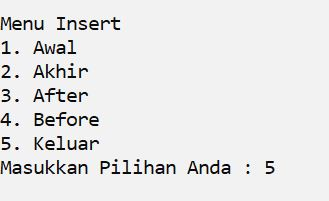 Menu Insert
1. Awal
2. Akhir
3. After
4. Before
5. Keluar
Masukkan Pilihan Anda : 5